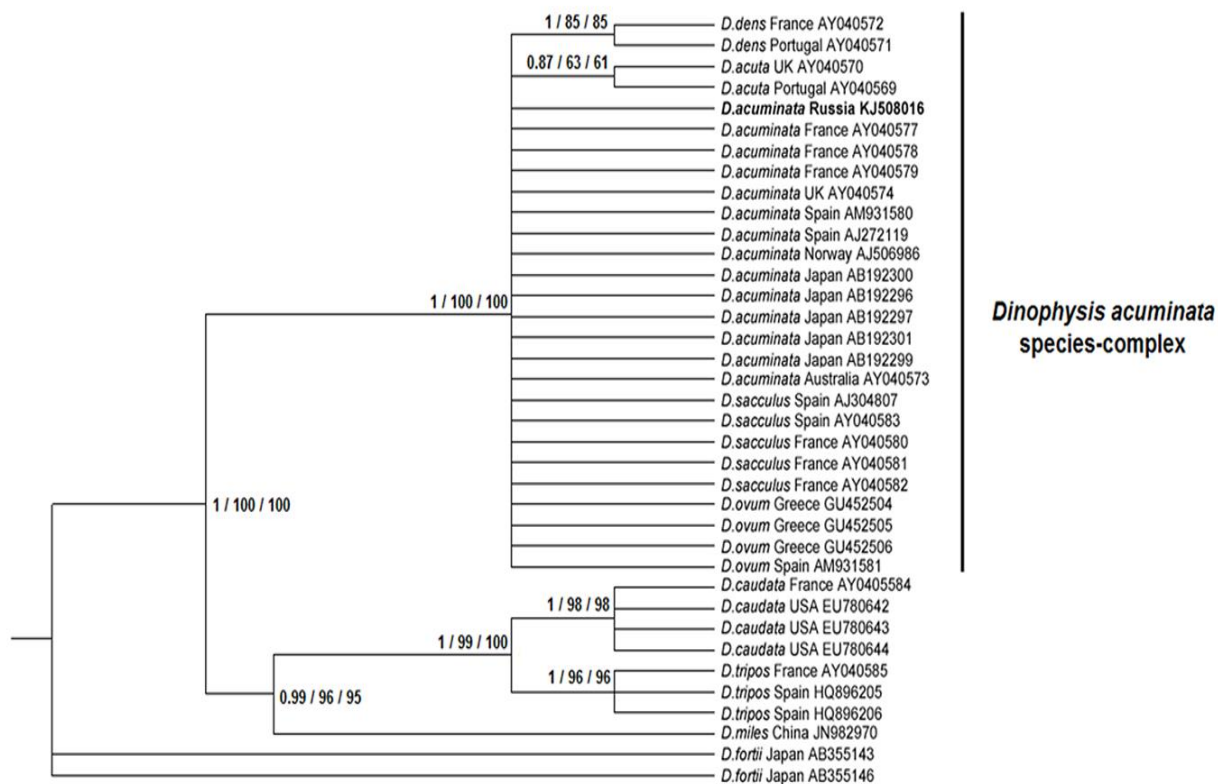 1 / 85 / 85
D.dens France AY040572
D.dens Portugal AY040571
0.87 / 63 / 61
D.acuta UK AY040570
D.acuta Portugal AY040569
D.acuminata Russia KJ508016
D.acuminata France AY040577
D.acuminata France AY040578
D.acuminata France AY040579
D.acuminata UK AY040574
D.acuminata Spain AM931580
D.acuminata Spain AJ272119
D.acuminata Norway AJ506986
D.acuminata Japan AB192300
D.acuminata Japan AB192296
D.acuminata Japan AB192297
D.acuminata Japan AB192301
D.acuminata Japan AB192299
D.acuminata Australia AY040573
D.sacculus Spain AJ304807
D.sacculus Spain AY040583
D.sacculus France AY040580
D.sacculus France AY040581
D.sacculus France AY040582
D.ovum Greece GU452504
D.ovum Greece GU452505
D.ovum Greece GU452506
D.ovum Spain AM931581
1 / 100 / 100
Dinophysis acuminata
species-complex
1 / 100 / 100
D.caudata France AY0405584
D.caudata USA EU780642
D.caudata USA EU780643
D.caudata USA EU780644
1 / 98 / 98
1 / 99 / 100
D.tripos France AY040585
D.tripos Spain HQ896205
D.tripos Spain HQ896206
1 / 96 / 96
0.99 / 96 / 95
D.miles China JN982970
D.fortii Japan AB355143
D.fortii Japan AB355146